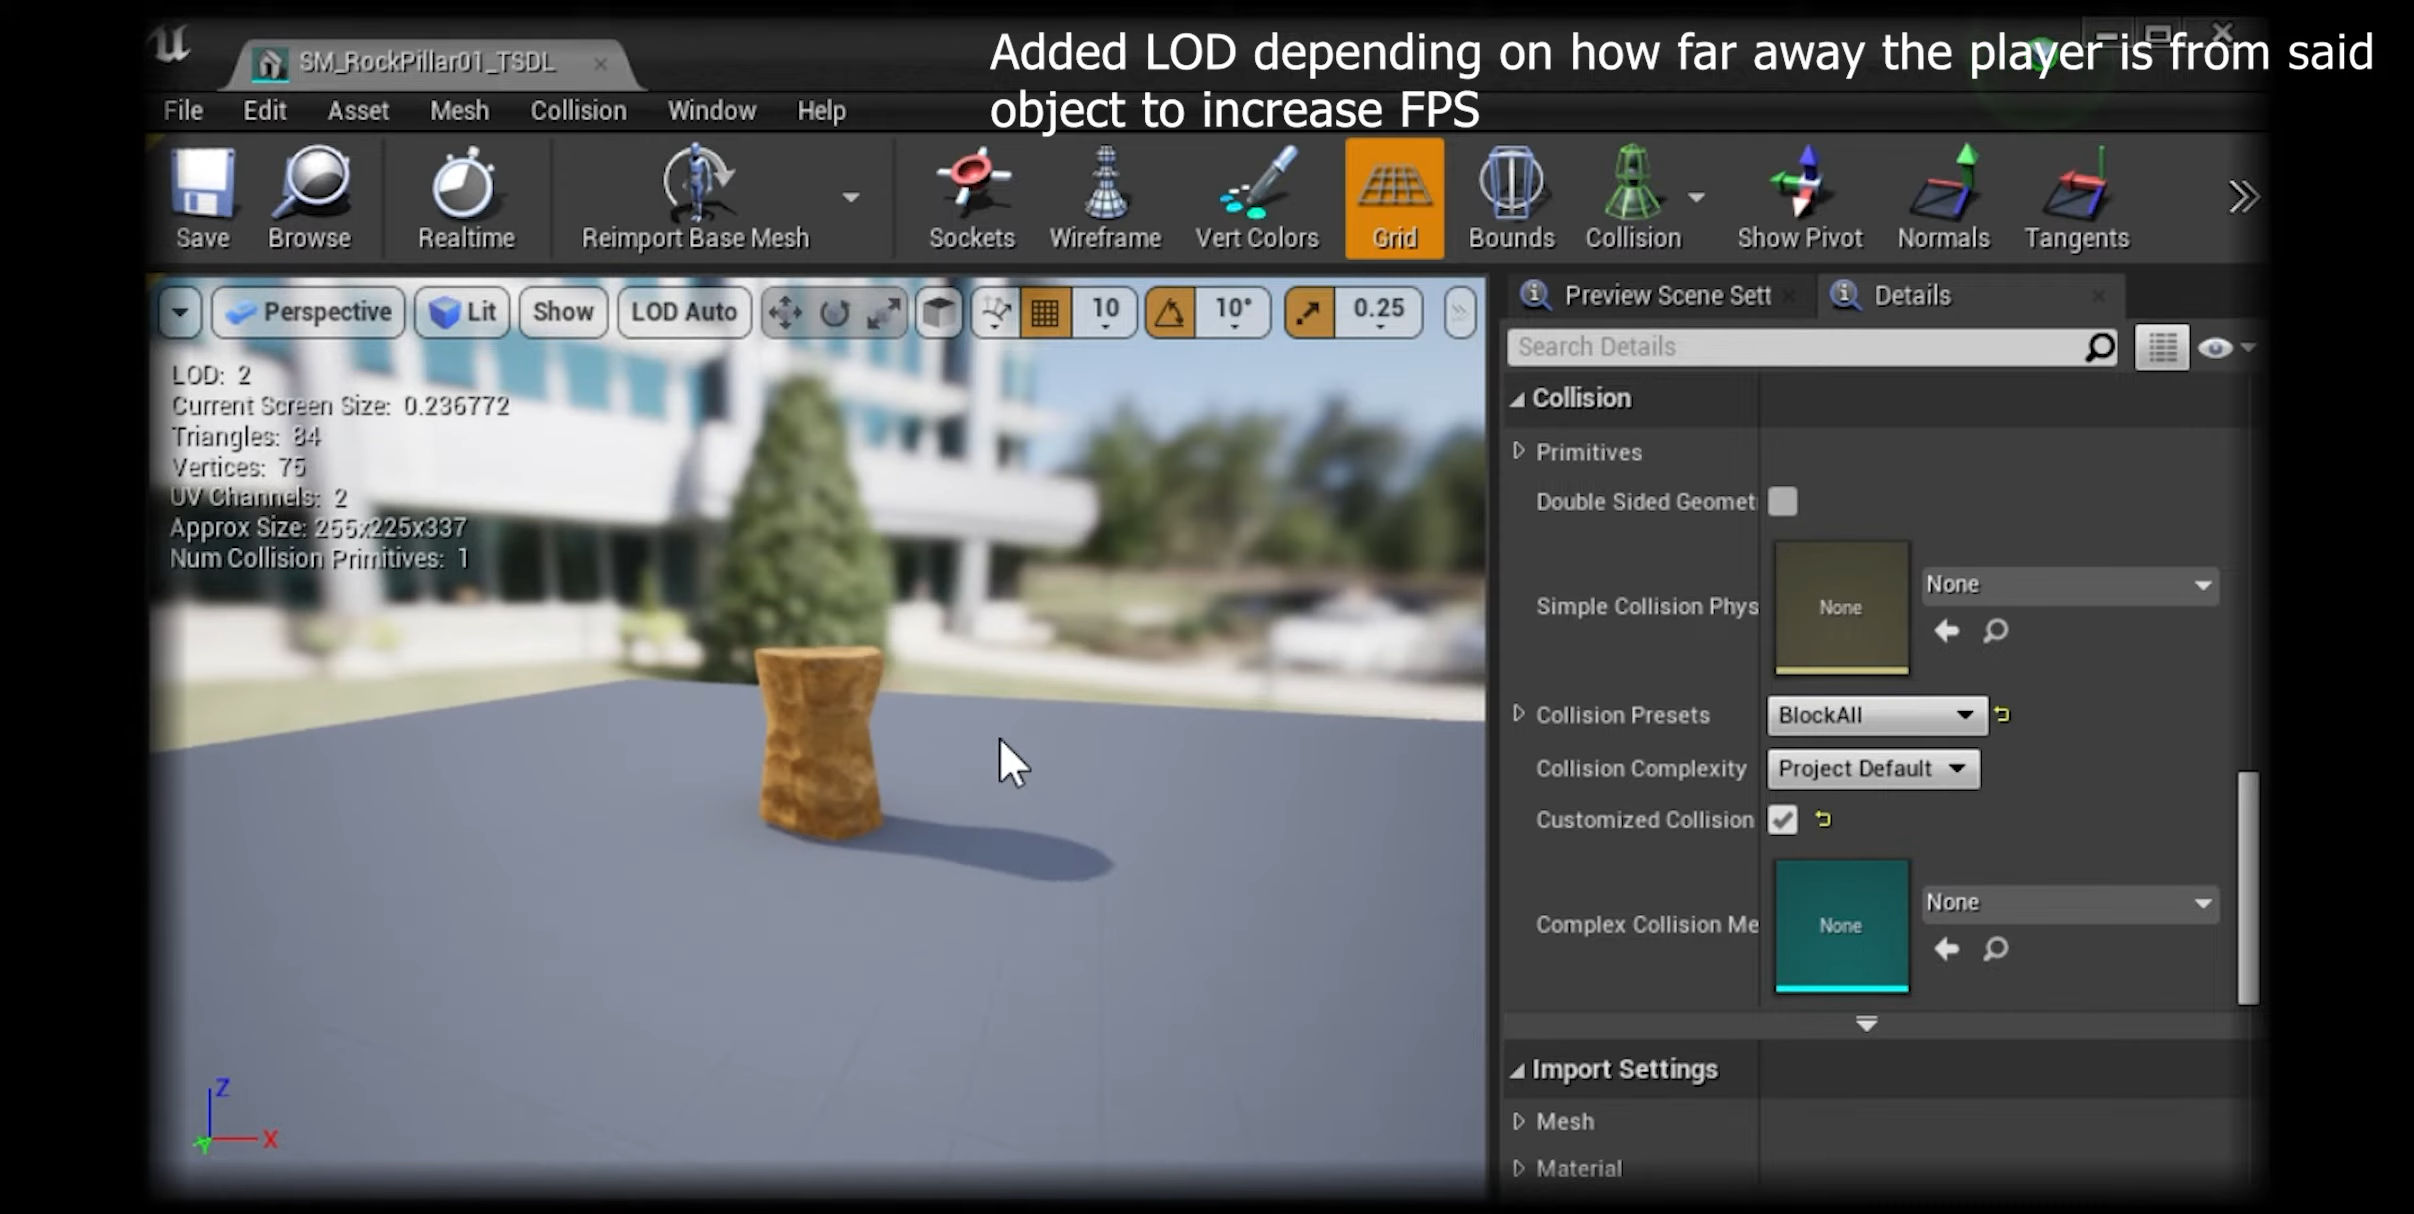 Added LOD depending on how far away the player is from said
object to increase FPS
SM_RockPillar01_TSDL
File Edit Asset Mesh Collision Window Help
Save Browse Realtime Reimport Base Mesh Sockets Wireframe Vert Colors Grid Bounds Collision Show Pivot Normals Tangents
Perspective Lit Show LOD Auto 10 10° 0.25
LOD: 2
Current Screen Size: 0.236772
Triangles: 84
Vertices: 75
UV Channels: 2
Approx Size: 255x225x337
Num Collision Primitives: 1
Z
X
Y
Preview Scene Sett Details
Search Details
Collision
Primitives
Double Sided Geomet
Simple Collision Phys None None
Collision Presets BlockAll
Collision Complexity Project Default
Customized Collision
Complex Collision Me None None
Import Settings
Mesh
Material